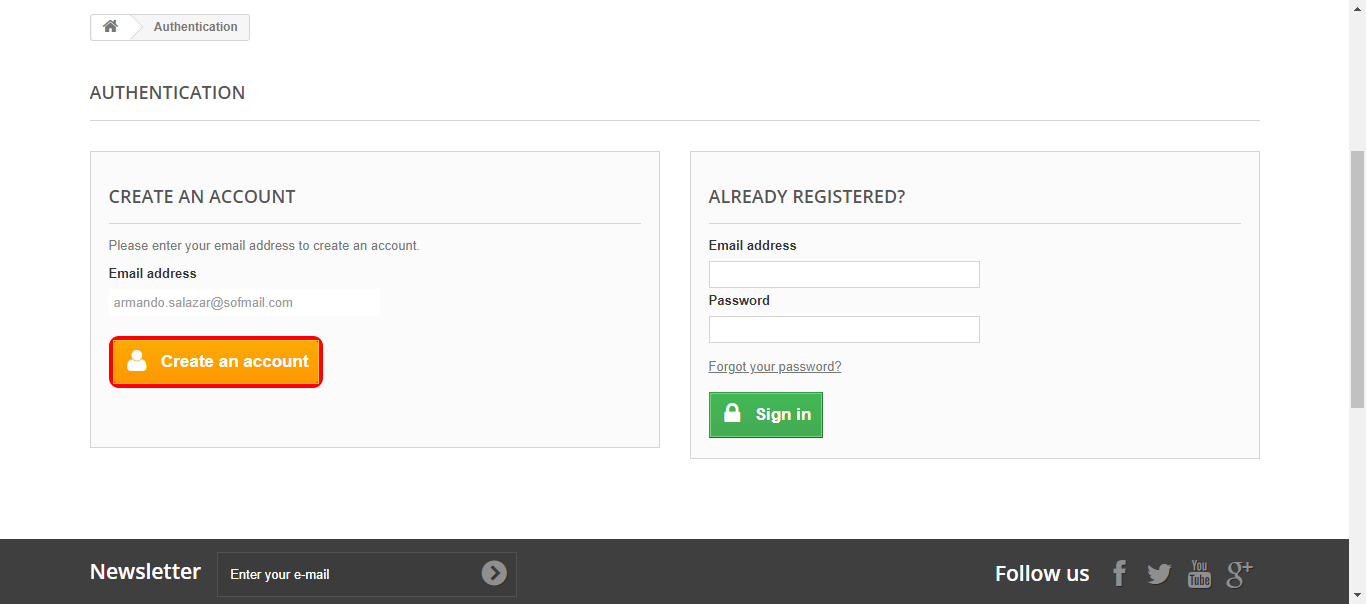 Authentication
AUTHENTICATION
CREATE AN ACCOUNT
Please enter your email address to create an account.
Email address
armando.salazar@sofmail.com
Create an account
ALREADY REGISTERED?
Email address
Password
Forgot your password?
Sign in
Newsletter
Enter your e-mail
Follow us
f
You
Tube
g+